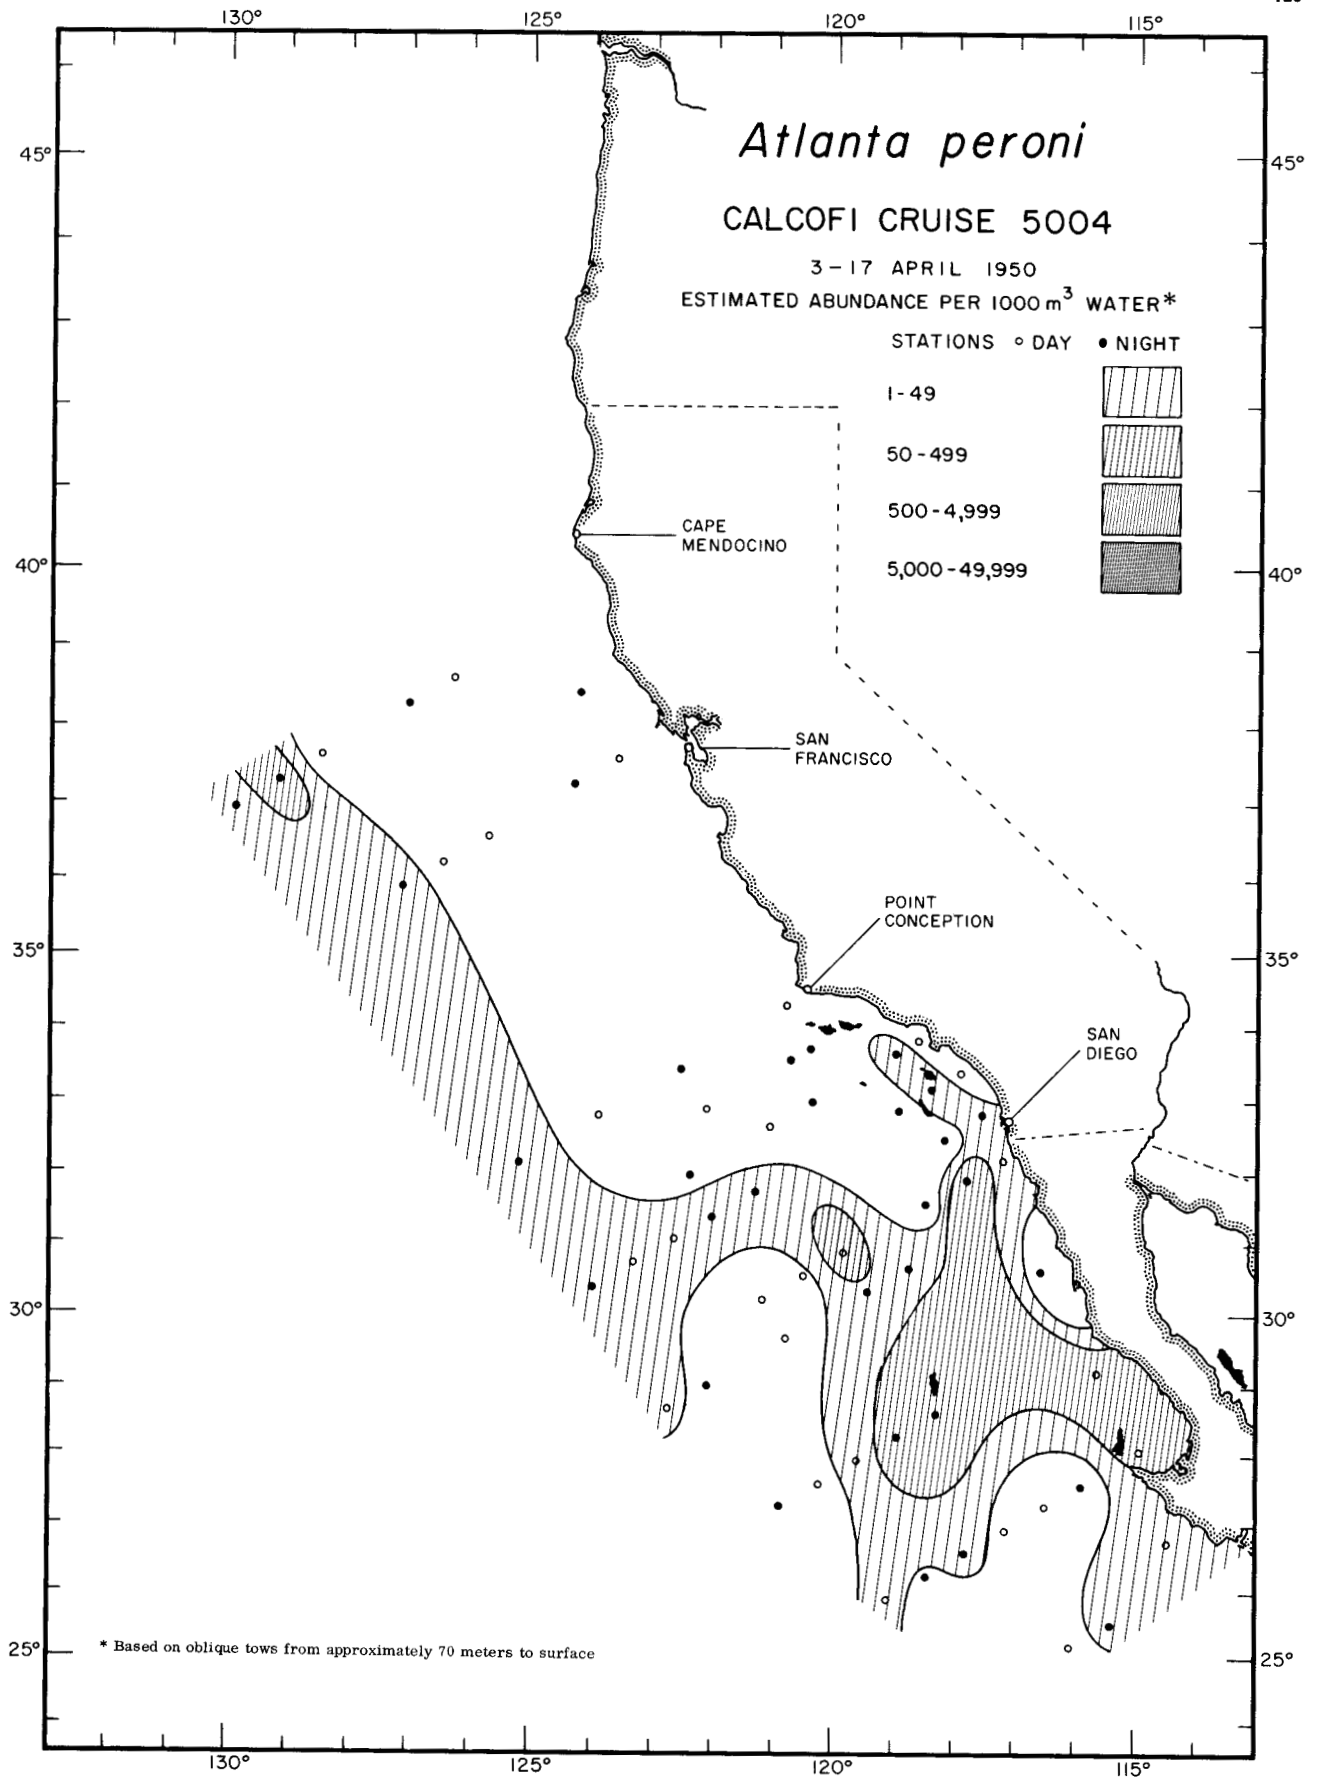 130° 125° 120° 115°
Atlanta peroni
45° 45°
CALCOFI CRUISE 5004
3-17 APRIL 1950
ESTIMATED ABUNDANCE PER 1000 m³ WATER*
STATIONS ○ DAY ● NIGHT
1-49
50-499
500-4,999
5,000-49,999
CAPE
MENDOCINO
40° 40°
SAN
FRANCISCO
POINT
CONCEPTION
35° 35°
SAN
DIEGO
30° 30°
25° 25°
* Based on oblique tows from approximately 70 meters to surface
130° 125° 120° 115°